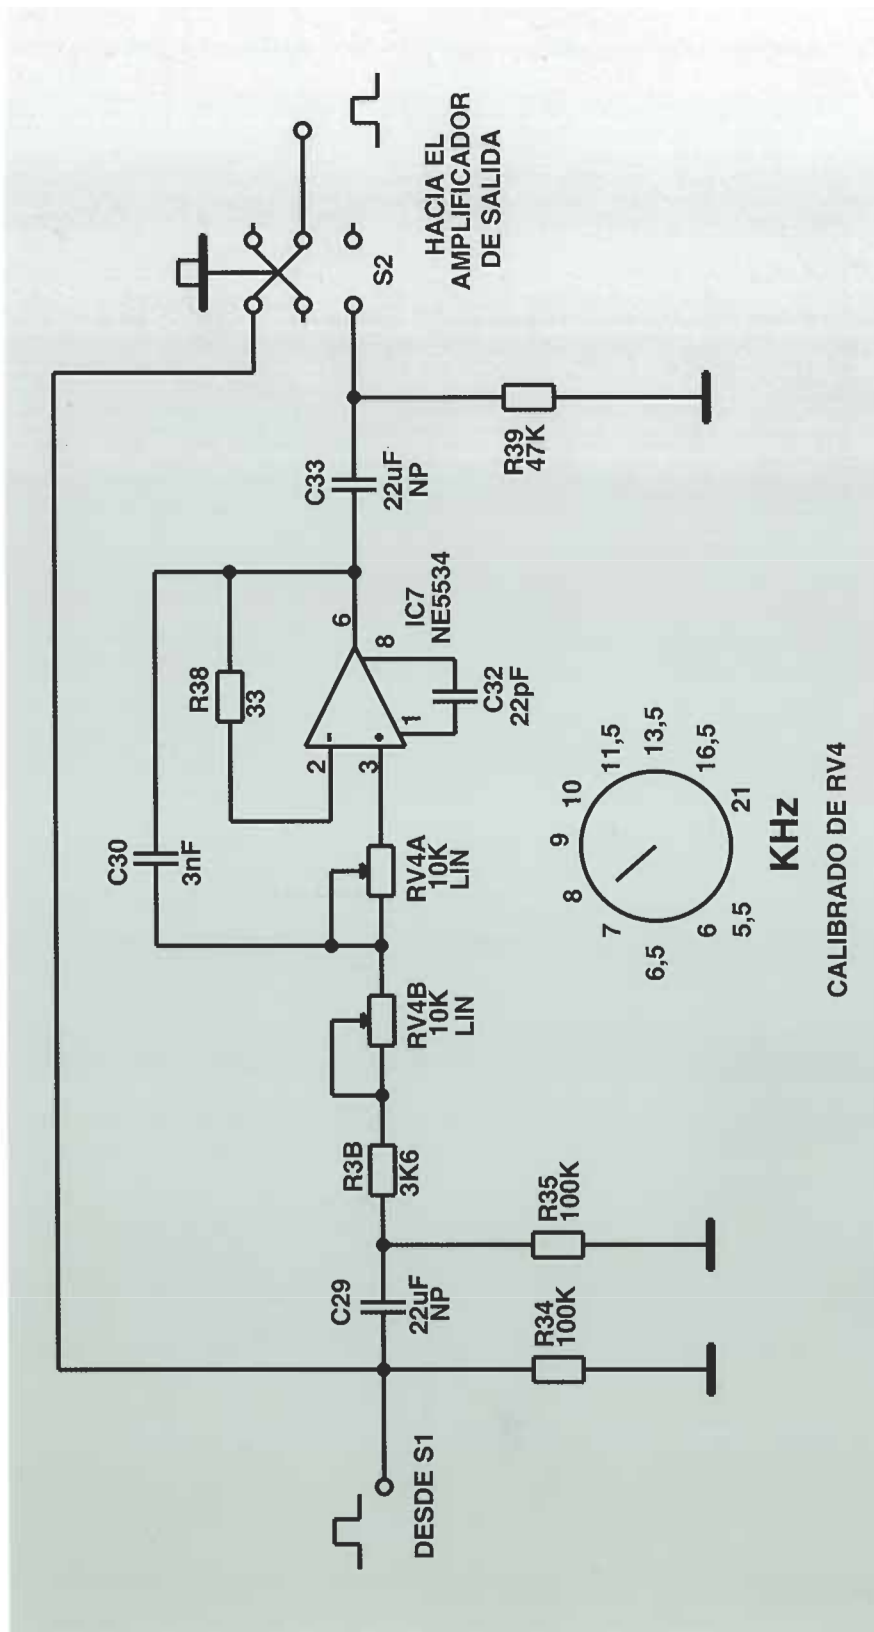 DESDE S1
C29
22uF
NP
R34
100K
R35
100K
R3B
3K6
RV4B
10K
LIN
RV4A
10K
LIN
C30
3nF
R38
33
2
3
-
+
6
8
1
IC7
NE5534
C32
22pF
C33
22uF
NP
R39
47K
S2
HACIA EL
AMPLIFICADOR
DE SALIDA
5,5
6
6,5
7
8
9
10
11,5
13,5
16,5
21
KHz
CALIBRADO DE RV4